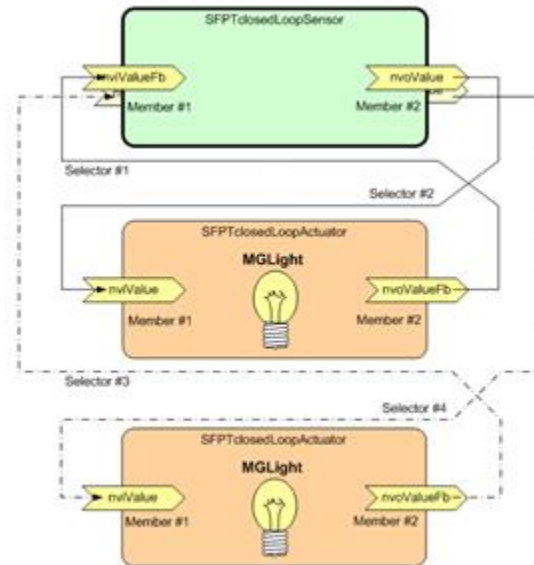 SFPTclosedLoopSensor
nviValueFb
nvoValue
Member #1
Member #2
Selector #1
Selector #2
SFPTclosedLoopActuator
MGLight
nviValue
nvoValueFb
Member #1
Member #2
Selector #3
Selector #4
SFPTclosedLoopActuator
MGLight
nviValue
nvoValueFb
Member #1
Member #2